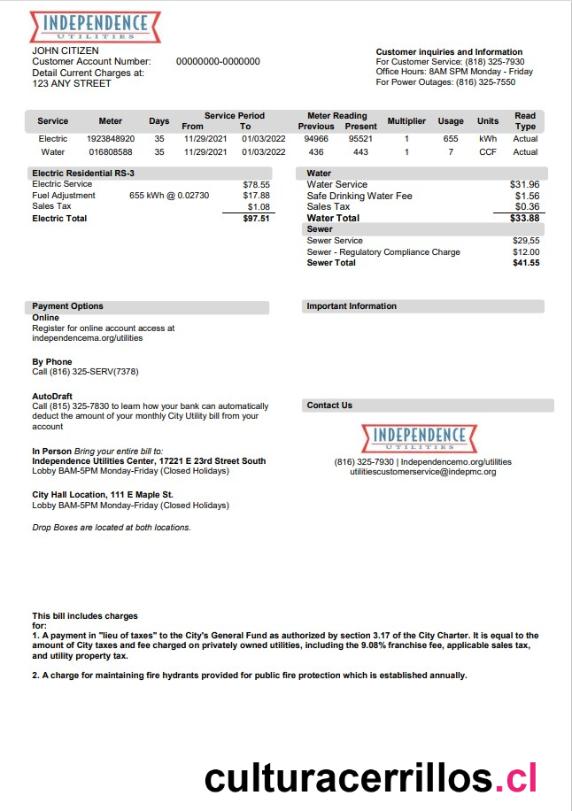 INDEPENDENCE
UTILITIES
JOHN CITIZEN
Customer Account Number: 00000000-0000000
Detail Current Charges at:
123 ANY STREET
Customer inquiries and Information
For Customer Service: (818) 325-7930
Office Hours: 8AM SPM Monday - Friday
For Power Outages: (816) 325-7550
Service Meter Days Service Period From To Meter Reading Previous Present Multiplier Usage Units Read Type
Electric 1923848920 35 11/29/2021 01/03/2022 94966 95521 1 655 kWh Actual
Water 016808588 35 11/29/2021 01/03/2022 436 443 1 7 CCF Actual
Electric Residential RS-3
Electric Service $78.55
Fuel Adjustment 655 kWh @ 0.02730 $17.88
Sales Tax $1.08
Electric Total $97.51
Water
Water Service $31.96
Safe Drinking Water Fee $1.56
Sales Tax $0.36
Water Total $33.88
Sewer
Sewer Service $29,55
Sewer - Regulatory Compliance Charge $12.00
Sewer Total $41.55
Payment Options
Online
Register for online account access at
independencema.org/utilities
By Phone
Call (816) 325-SERV(7378)
AutoDraft
Call (815) 325-7830 to learn how your bank can automatically
deduct the amount of your monthly City Utility bill from your
account
In Person Bring your entire bill to:
Independence Utilities Center, 17221 E 23rd Street South
Lobby BAM-5PM Monday-Friday (Closed Holidays)
City Hall Location, 111 E Maple St.
Lobby BAM-5PM Monday-Friday (Closed Holidays)
Drop Boxes are located at both locations.
Important Information
Contact Us
INDEPENDENCE
UTILITIES
(816) 325-7930 | Independencemo.org/utilities
utilitiescustomerservice@indepmc.org
This bill includes charges
for:
1. A payment in "lieu of taxes" to the City's General Fund as authorized by section 3.17 of the City Charter. It is equal to the
amount of City taxes and fee charged on privately owned utilities, including the 9.08% franchise fee, applicable sales tax,
and utility property tax.
2. A charge for maintaining fire hydrants provided for public fire protection which is established annually.
culturacerrillos.cl